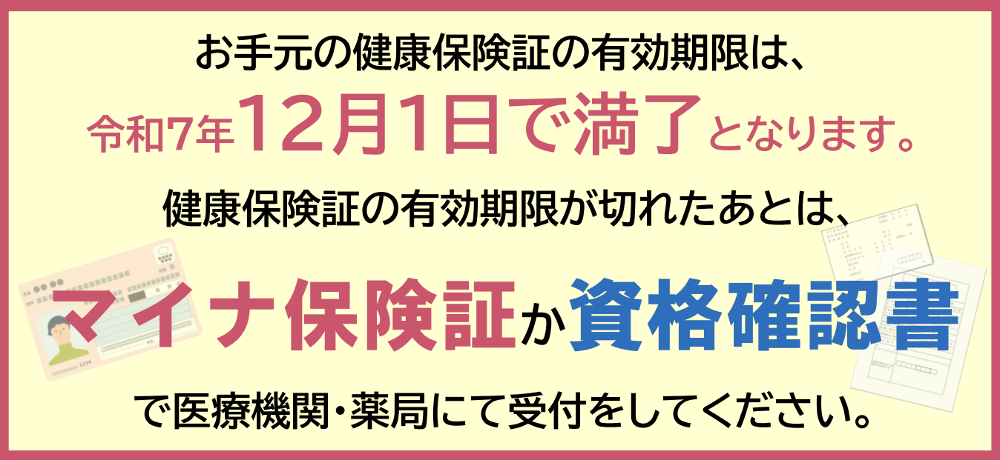 お手元の健康保険証の有効期限は、
令和7年12月1日で満了となります。
健康保険証の有効期限が切れたあとは、
マイナ保険証か資格確認書
で医療機関・薬局にて受付をしてください。
1234